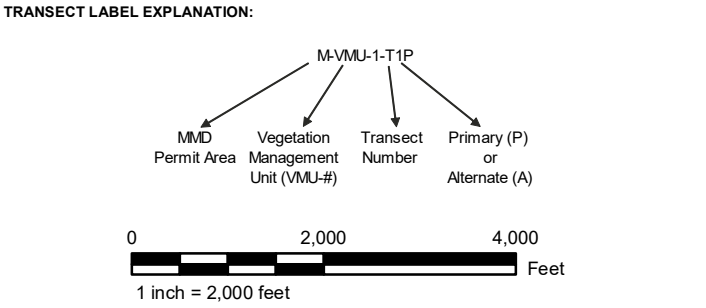 TRANSECT LABEL EXPLANATION:
M-VMU-1-T1P
MMD
Permit Area
Vegetation
Management
Unit (VMU-#)
Transect
Number
Primary (P)
or
Alternate (A)
0 2,000 4,000
Feet
1 inch = 2,000 feet